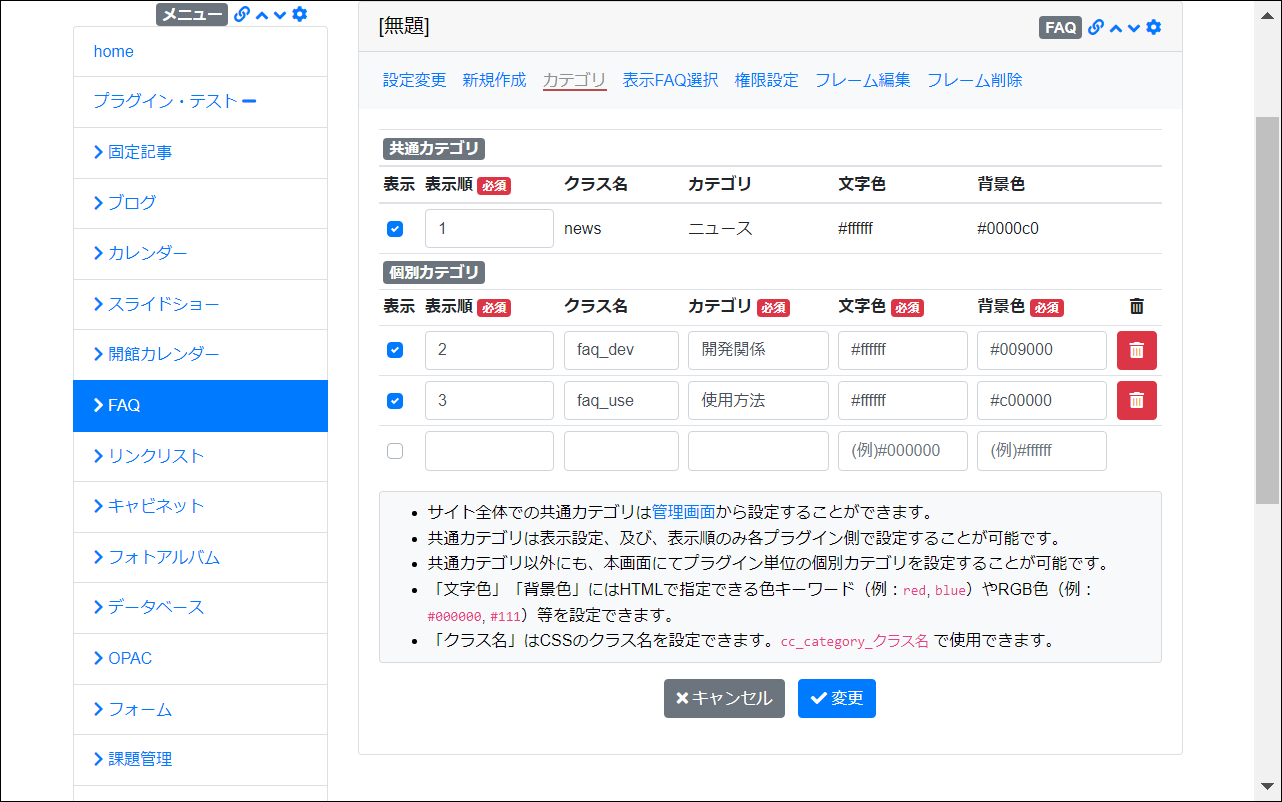 メニュー
home
プラグイン・テスト
固定記事
ブログ
カレンダー
スライドショー
開館カレンダー
FAQ
リンクリスト
キャビネット
フォトアルバム
データベース
OPAC
フォーム
課題管理
[無題] FAQ
設定変更 新規作成 カテゴリ 表示FAQ選択 権限設定 フレーム編集 フレーム削除
共通カテゴリ
表示 表示順 必須 クラス名 カテゴリ 文字色 背景色
1 news ニュース #ffffff #0000c0
個別カテゴリ
表示 表示順 必須 クラス名 カテゴリ 必須 文字色 必須 背景色 必須
2 faq_dev 開発関係 #ffffff #009000
3 faq_use 使用方法 #ffffff #c00000
(例)#000000 (例)#ffffff
サイト全体での共通カテゴリは管理画面から設定することができます。
共通カテゴリは表示設定、及び、表示順のみ各プラグイン側で設定することが可能です。
共通カテゴリ以外にも、本画面にてプラグイン単位の個別カテゴリを設定することが可能です。
「文字色」「背景色」にはHTMLで指定できる色キーワード（例：red, blue）やRGB色（例：
#000000, #111）等を設定できます。
「クラス名」はCSSのクラス名を設定できます。cc_category_クラス名 で使用できます。
キャンセル 変更